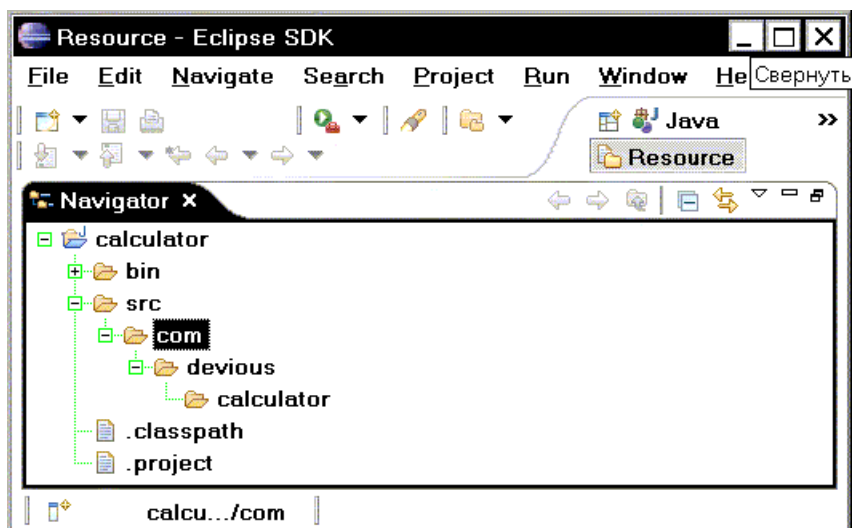 Resource - Eclipse SDK
File Edit Navigate Search Project Run Window He
Свернуть
Java
Resource
Navigator
calculator
bin
src
com
devious
calculator
.classpath
.project
calcu.../com